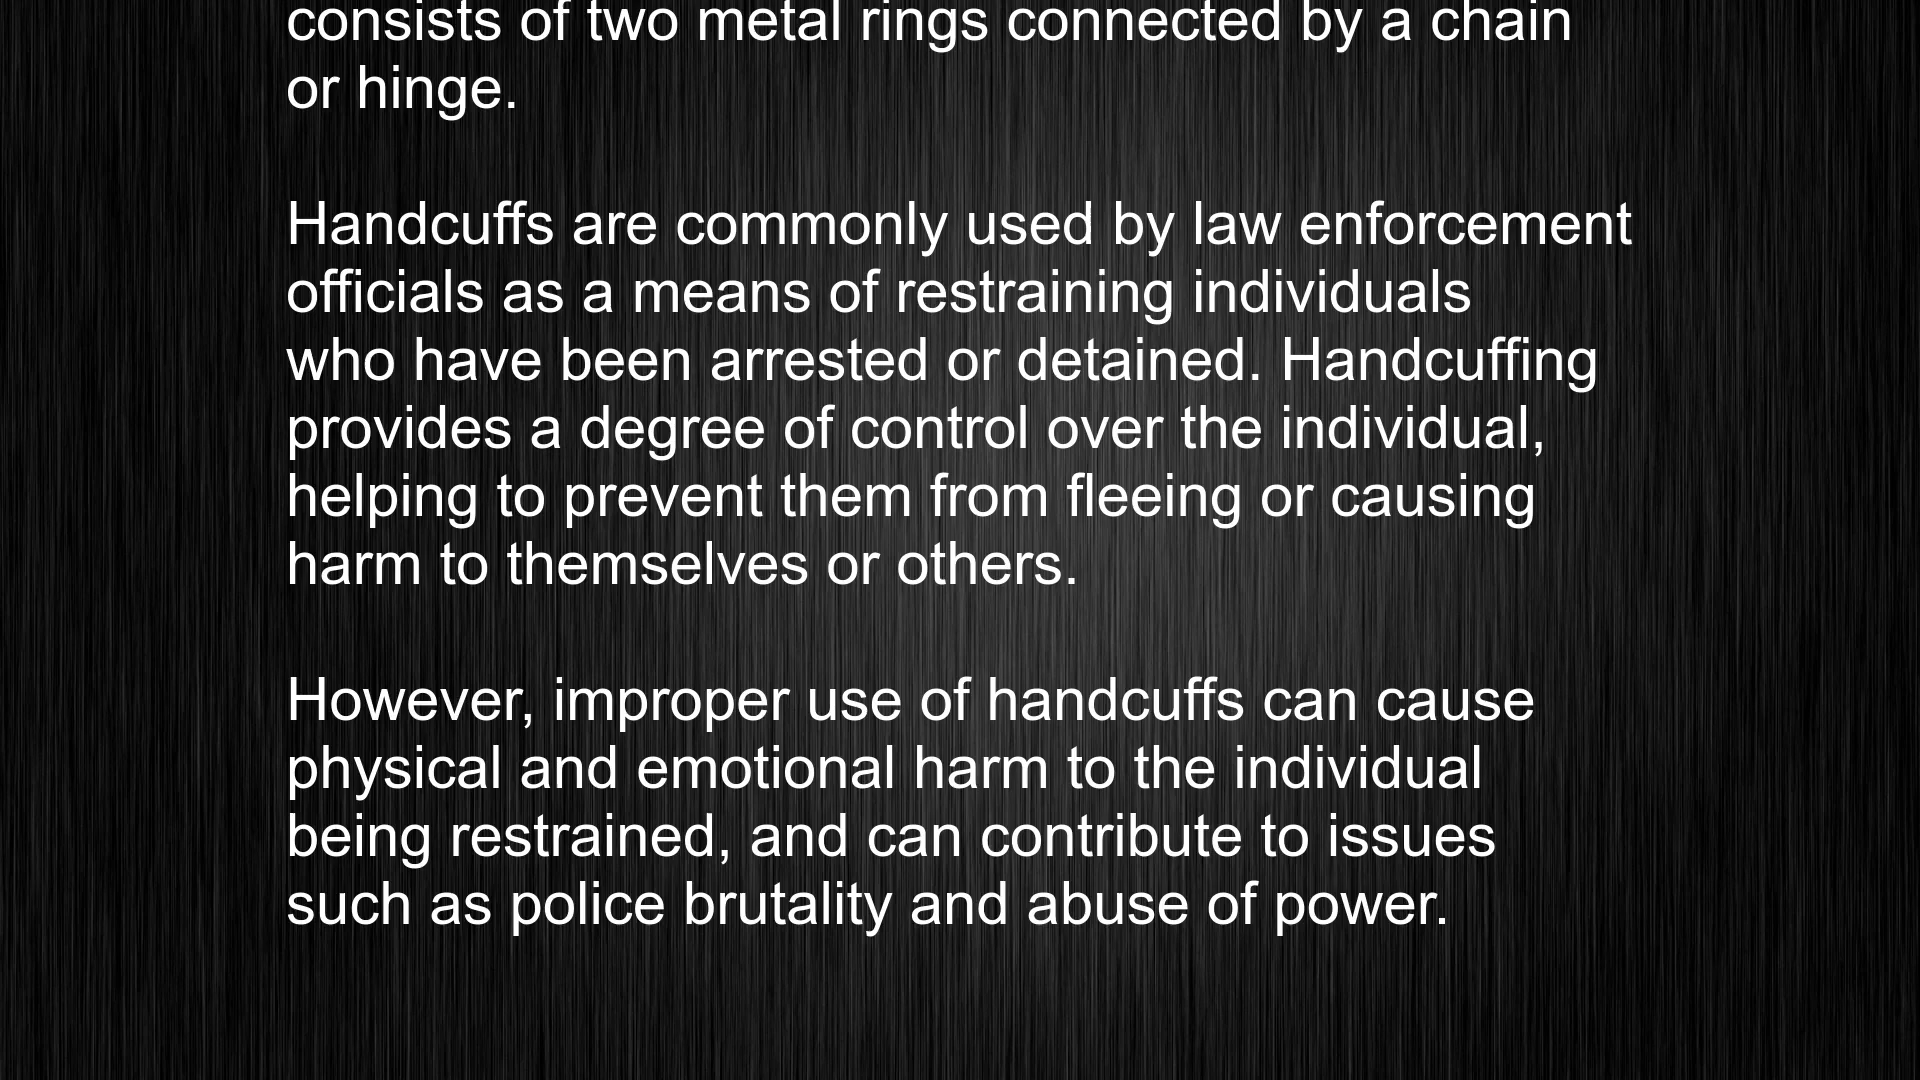 consists of two metal rings connected by a chain
or hinge.
Handcuffs are commonly used by law enforcement
officials as a means of restraining individuals
who have been arrested or detained. Handcuffing
provides a degree of control over the individual,
helping to prevent them from fleeing or causing
harm to themselves or others.
However, improper use of handcuffs can cause
physical and emotional harm to the individual
being restrained, and can contribute to issues
such as police brutality and abuse of power.